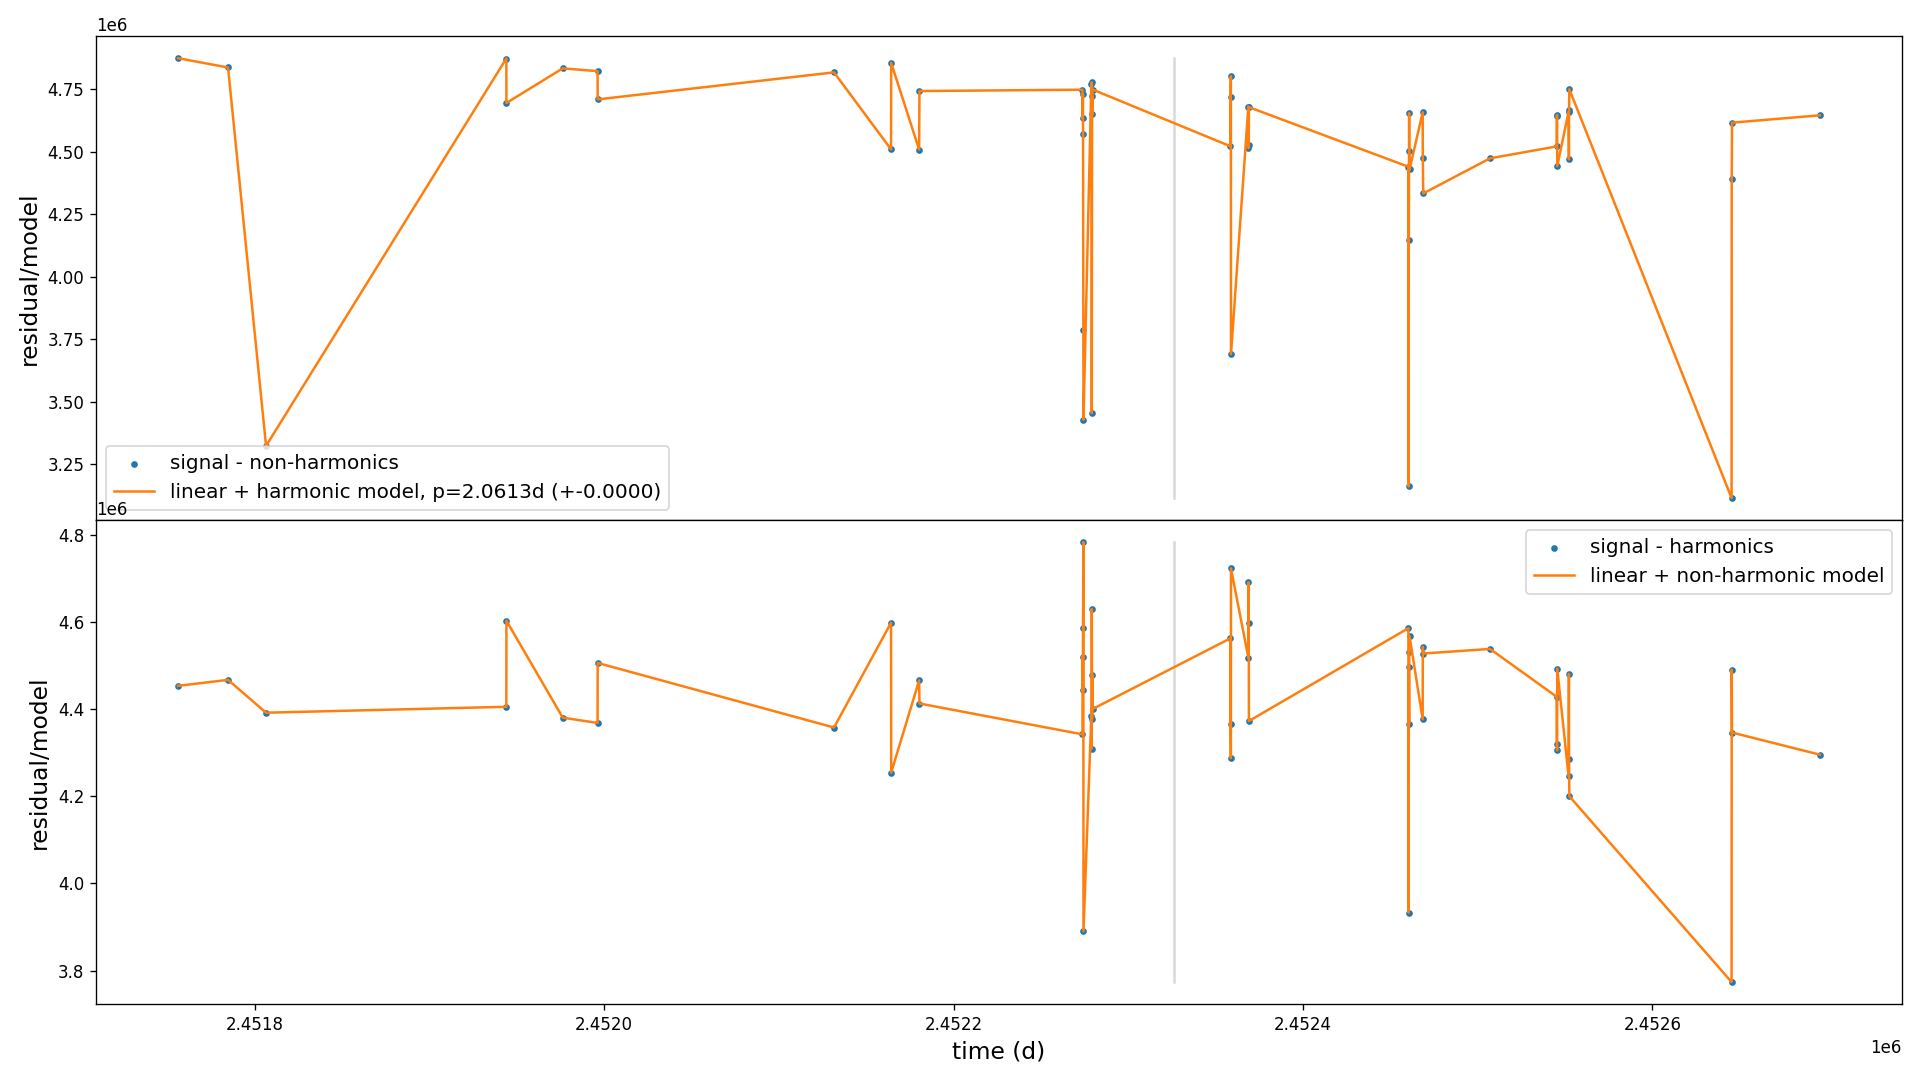 1e6
residual/model
4.75
4.50
4.25
4.00
3.75
3.50
3.25
signal - non-harmonics
linear + harmonic model, p=2.0613d (+-0.0000)
1e6
residual/model
4.8
4.6
4.4
4.2
4.0
3.8
signal - harmonics
linear + non-harmonic model
2.4518
2.4520
2.4522
2.4524
2.4526
time (d)
1e6